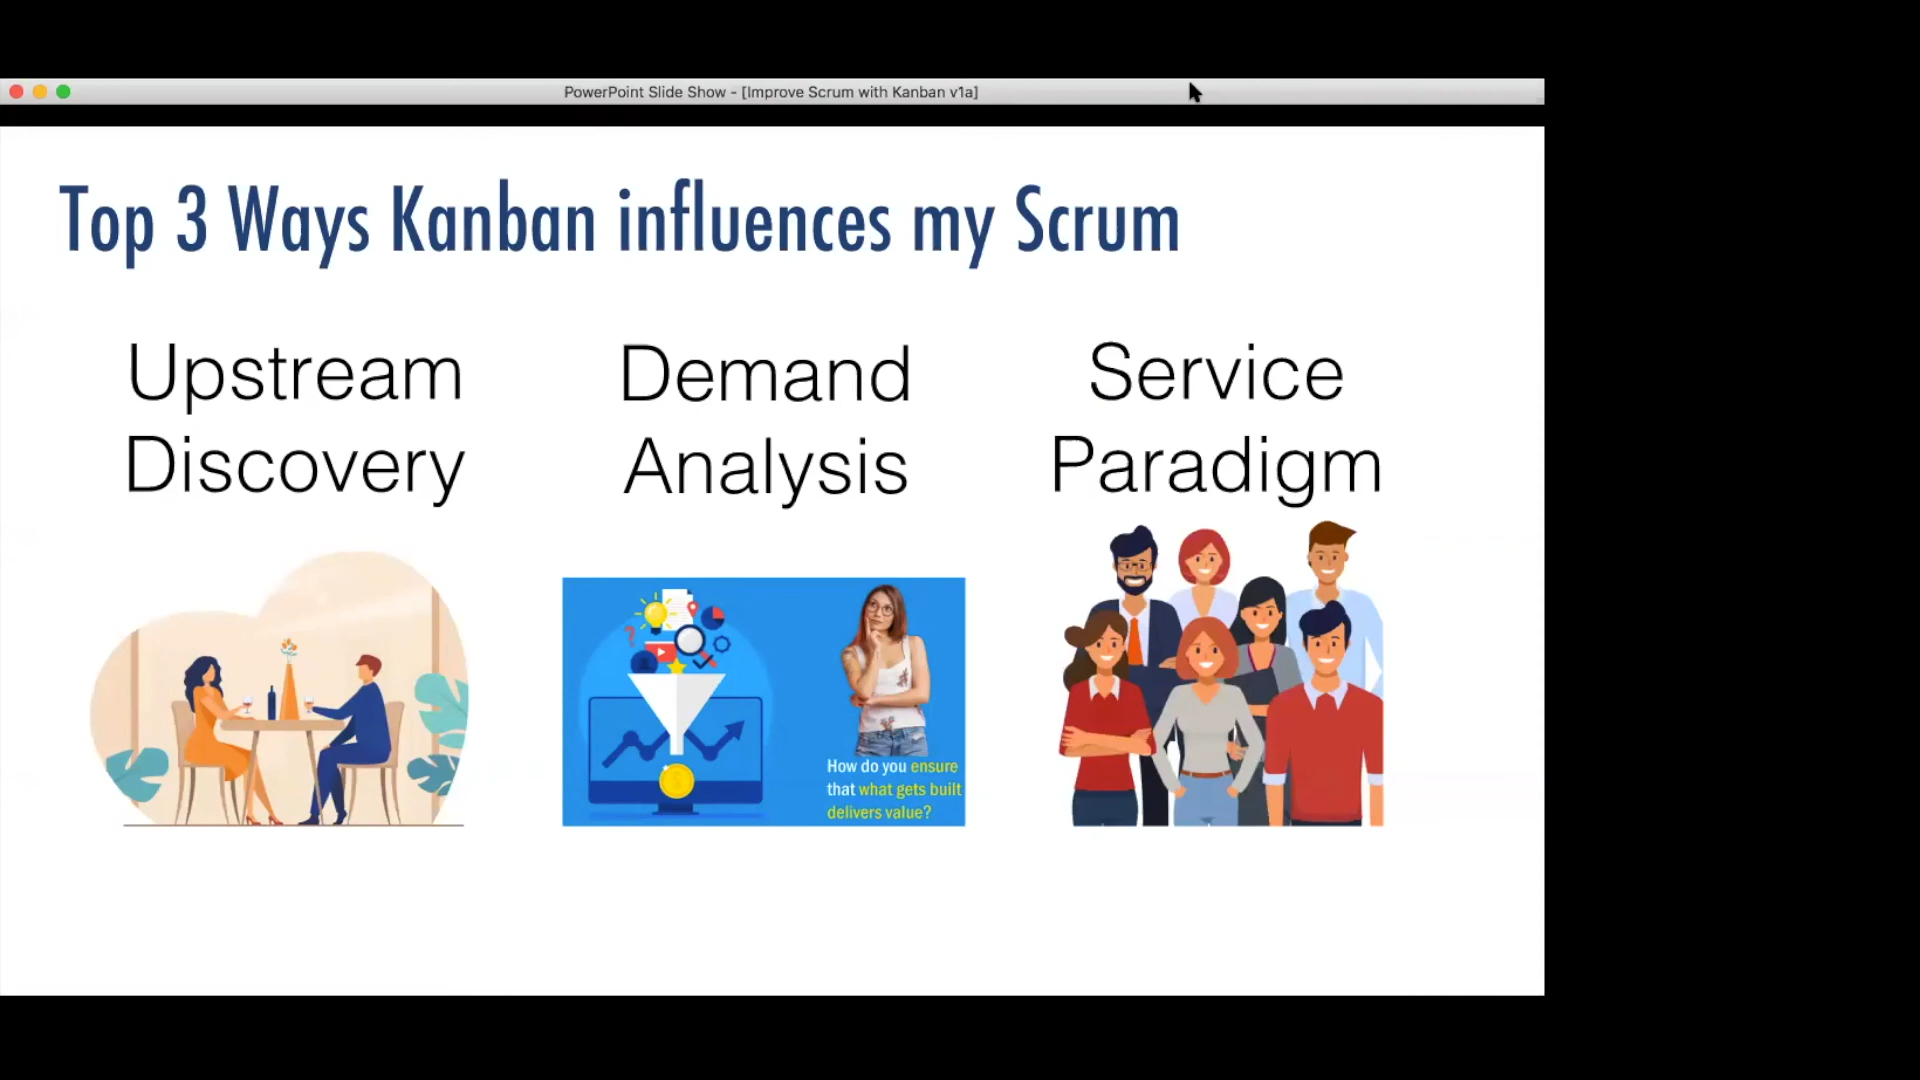 PowerPoint Slide Show - [Improve Scrum with Kanban v1a]
Top 3 Ways Kanban influences my Scrum
Upstream
Discovery
Demand
Analysis
Service
Paradigm
How do you ensure
that what gets built
delivers value?